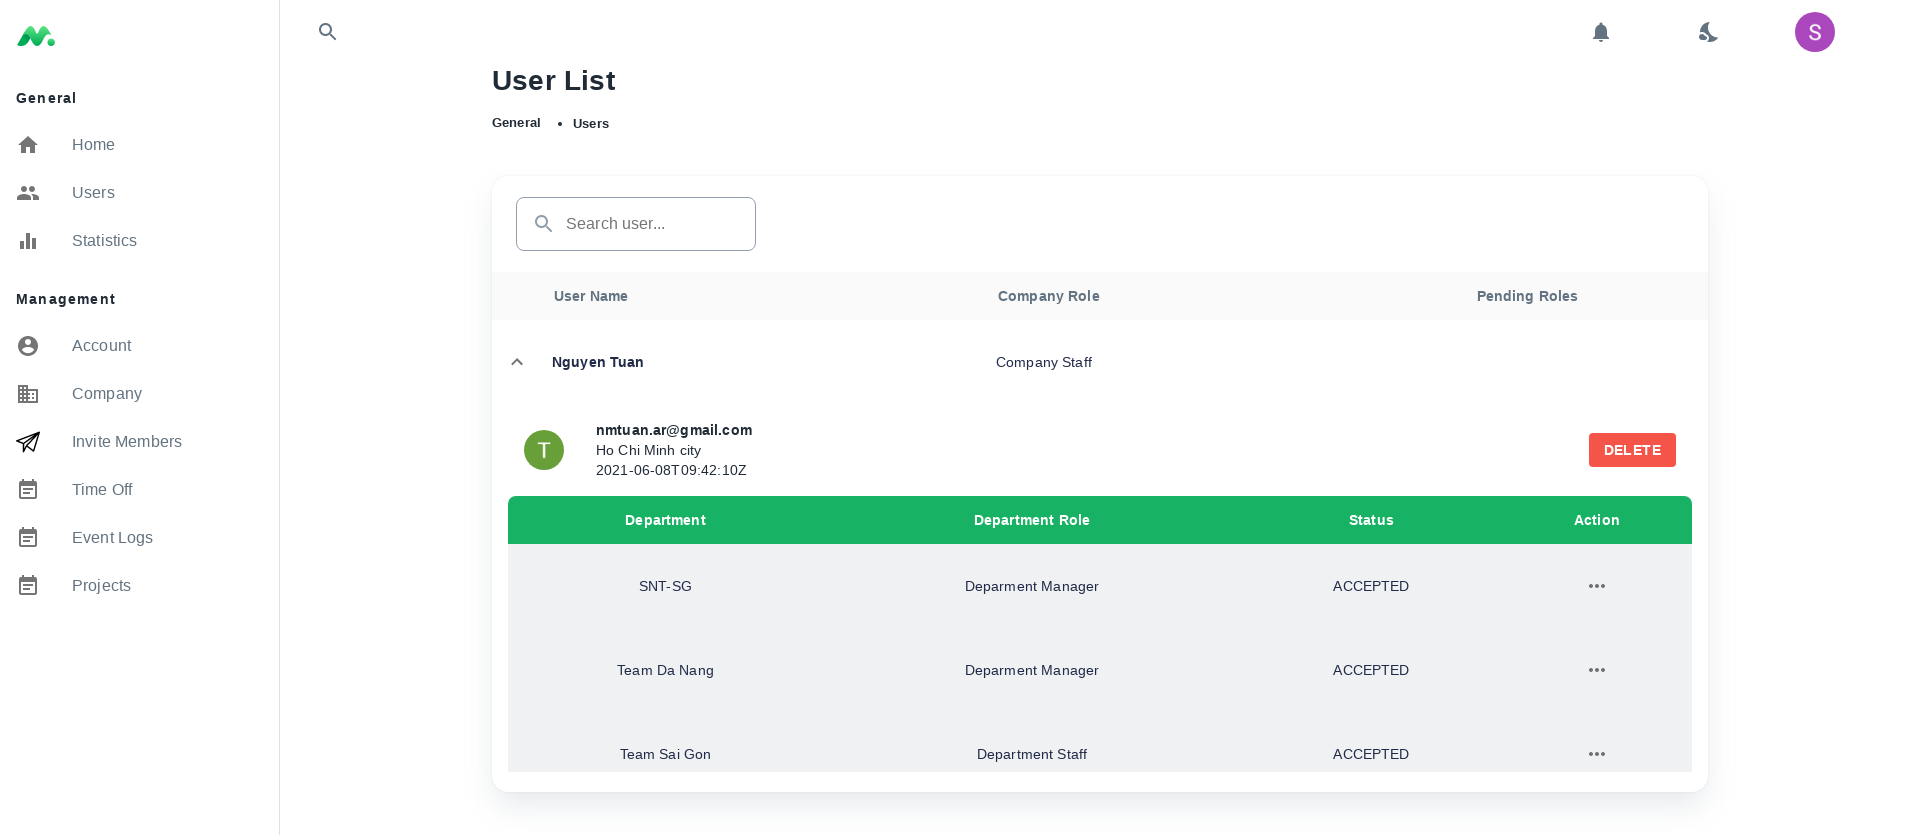 General
Home
Users
Statistics
Management
Account
Company
Invite Members
Time Off
Event Logs
Projects
S
User List
General • Users
Search user...
User Name Company Role Pending Roles
Nguyen Tuan Company Staff
T
nmtuan.ar@gmail.com
Ho Chi Minh city
2021-06-08T09:42:10Z
DELETE
Department Department Role Status Action
SNT-SG Deparment Manager ACCEPTED
Team Da Nang Deparment Manager ACCEPTED
Team Sai Gon Department Staff ACCEPTED